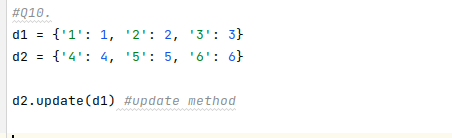 #Q10.
d1 = {'1': 1, '2': 2, '3': 3}
d2 = {'4': 4, '5': 5, '6': 6}
d2.update(d1) #update method